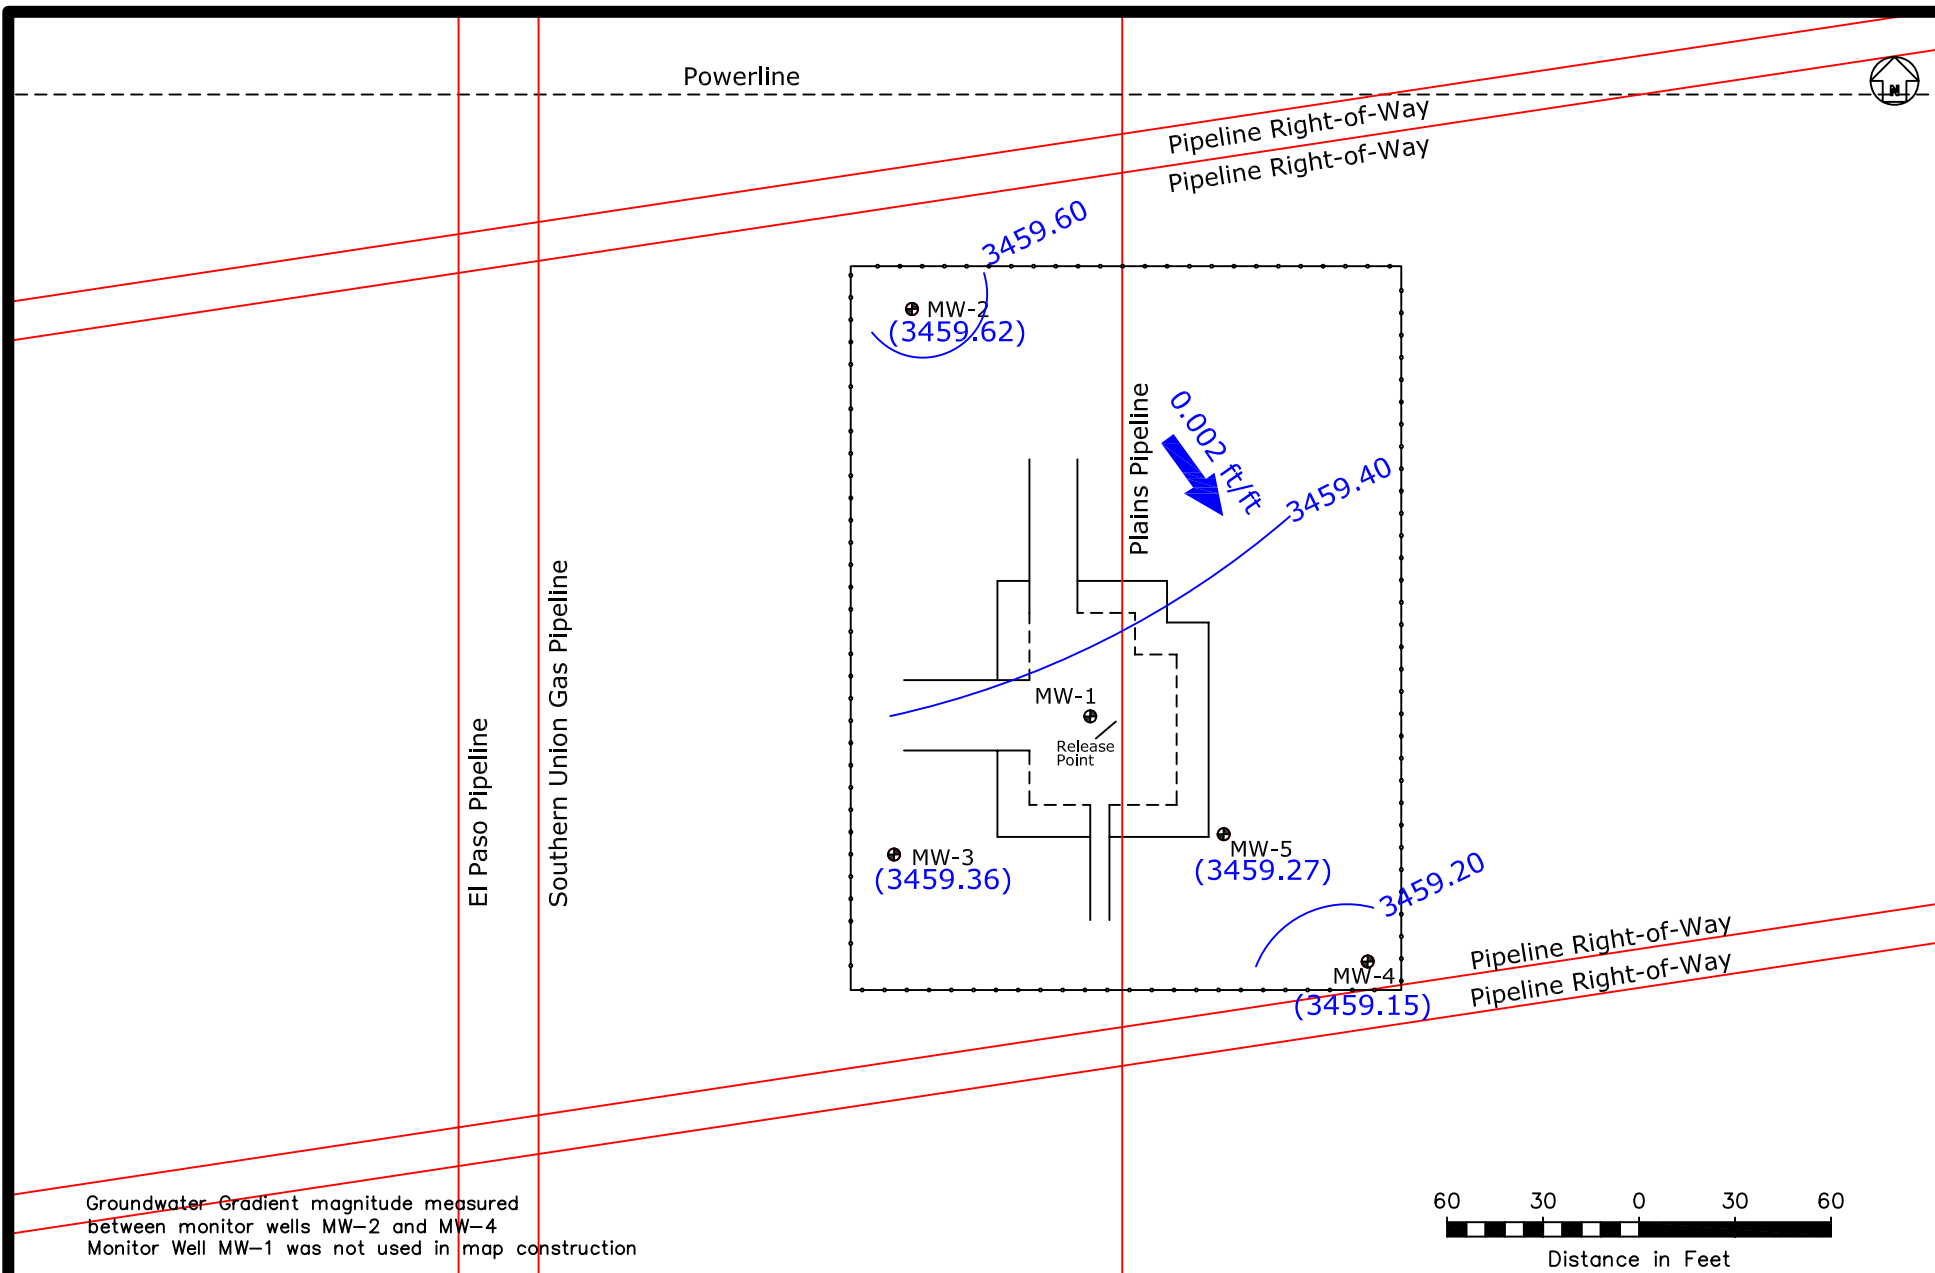 Powerline
N
Pipeline Right-of-Way
Pipeline Right-of-Way
3459.60
MW-2
(3459.62)
Plains Pipeline
0.002 ft/ft
3459.40
Southern Union Gas Pipeline
El Paso Pipeline
MW-1
Release
Point
MW-3
(3459.36)
MW-5
(3459.27)
3459.20
MW-4
(3459.15)
Pipeline Right-of-Way
Pipeline Right-of-Way
Groundwater Gradient magnitude measured
between monitor wells MW-2 and MW-4
Monitor Well MW-1 was not used in map construction
60 30 0 30 60
Distance in Feet